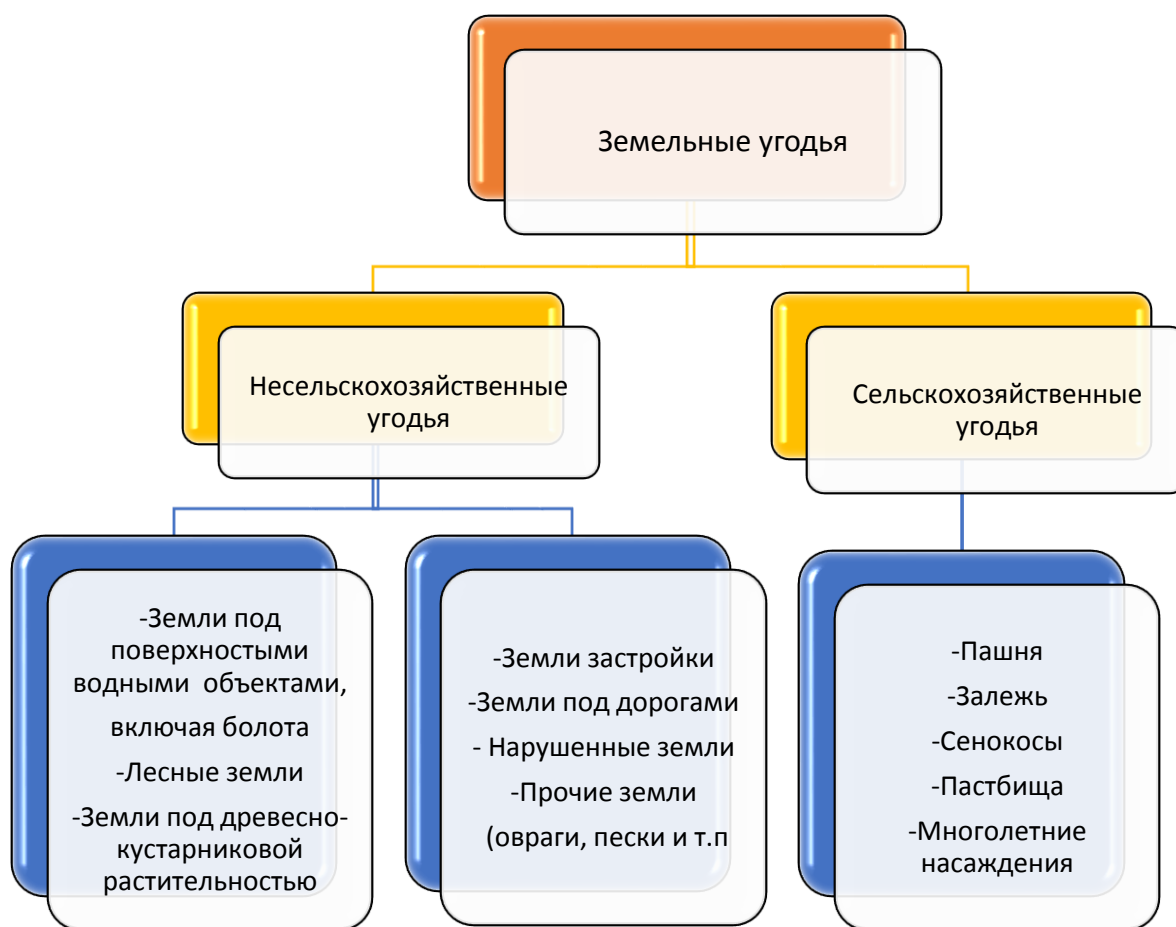 Земельные угодья
Несельскохозяйственные
угодья
Сельскохозяйственные
угодья
-Земли под
поверхностыми
водными объектами,
включая болота
-Лесные земли
-Земли под древесно-
кустарниковой
растительностью
-Земли застройки
-Земли под дорогами
- Нарушенные земли
-Прочие земли
(овраги, пески и т.п
-Пашня
-Залежь
-Сенокосы
-Пастбища
-Многолетние
насаждения